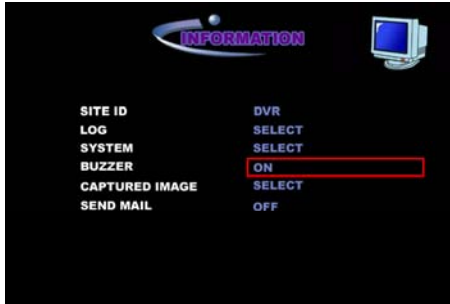 INFORMATION
SITE ID DVR
LOG SELECT
SYSTEM SELECT
BUZZER ON
CAPTURED IMAGE SELECT
SEND MAIL OFF